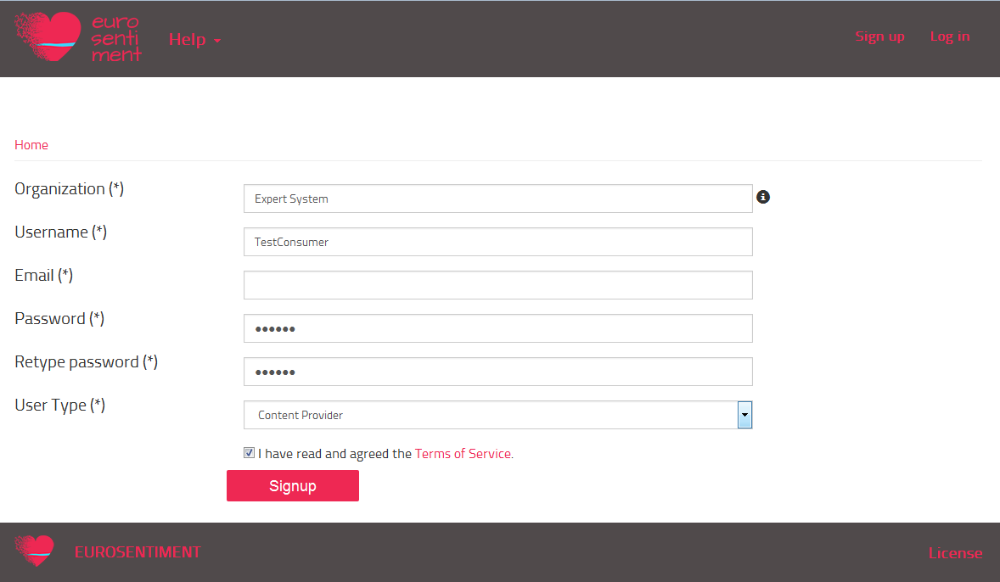 euro
senti
ment
Help
Sign up
Log in
Home
Organization (*)
Expert System
Username (*)
TestConsumer
Email (*)
Password (*)
••••••
Retype password (*)
••••••
User Type (*)
Content Provider
I have read and agreed the Terms of Service.
Signup
EUROSENTIMENT
License